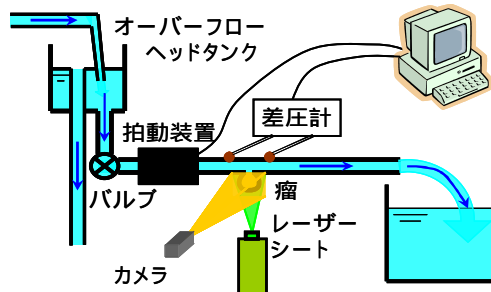 オーバーフロー
ヘッドタンク
差圧計
拍動装置
バルブ
瘤
レーザー
シート
カメラ